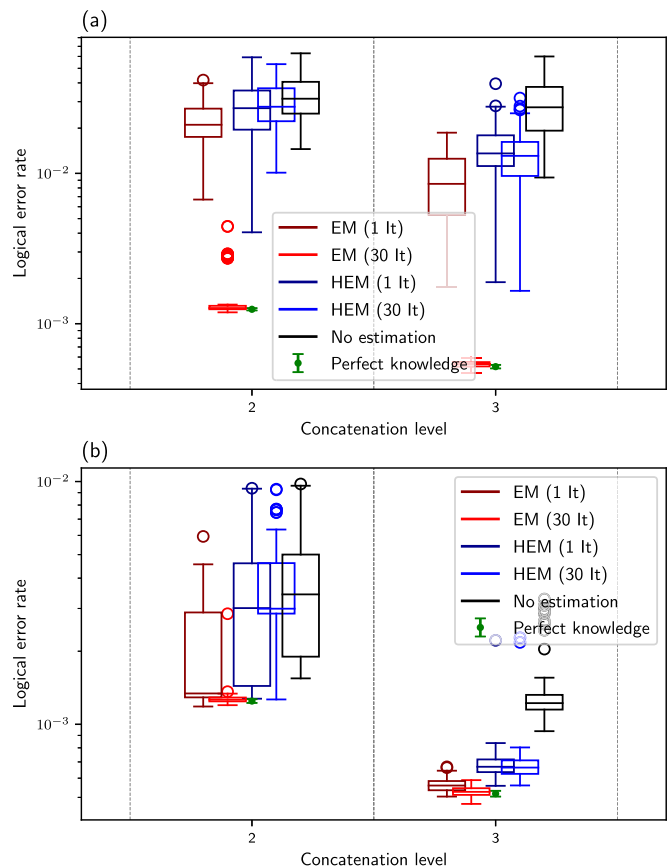 (a)
Logical error rate
10⁻²
10⁻³
EM (1 It)
EM (30 It)
HEM (1 It)
HEM (30 It)
No estimation
Perfect knowledge
2
3
Concatenation level
(b)
Logical error rate
10⁻²
10⁻³
EM (1 It)
EM (30 It)
HEM (1 It)
HEM (30 It)
No estimation
Perfect knowledge
2
3
Concatenation level